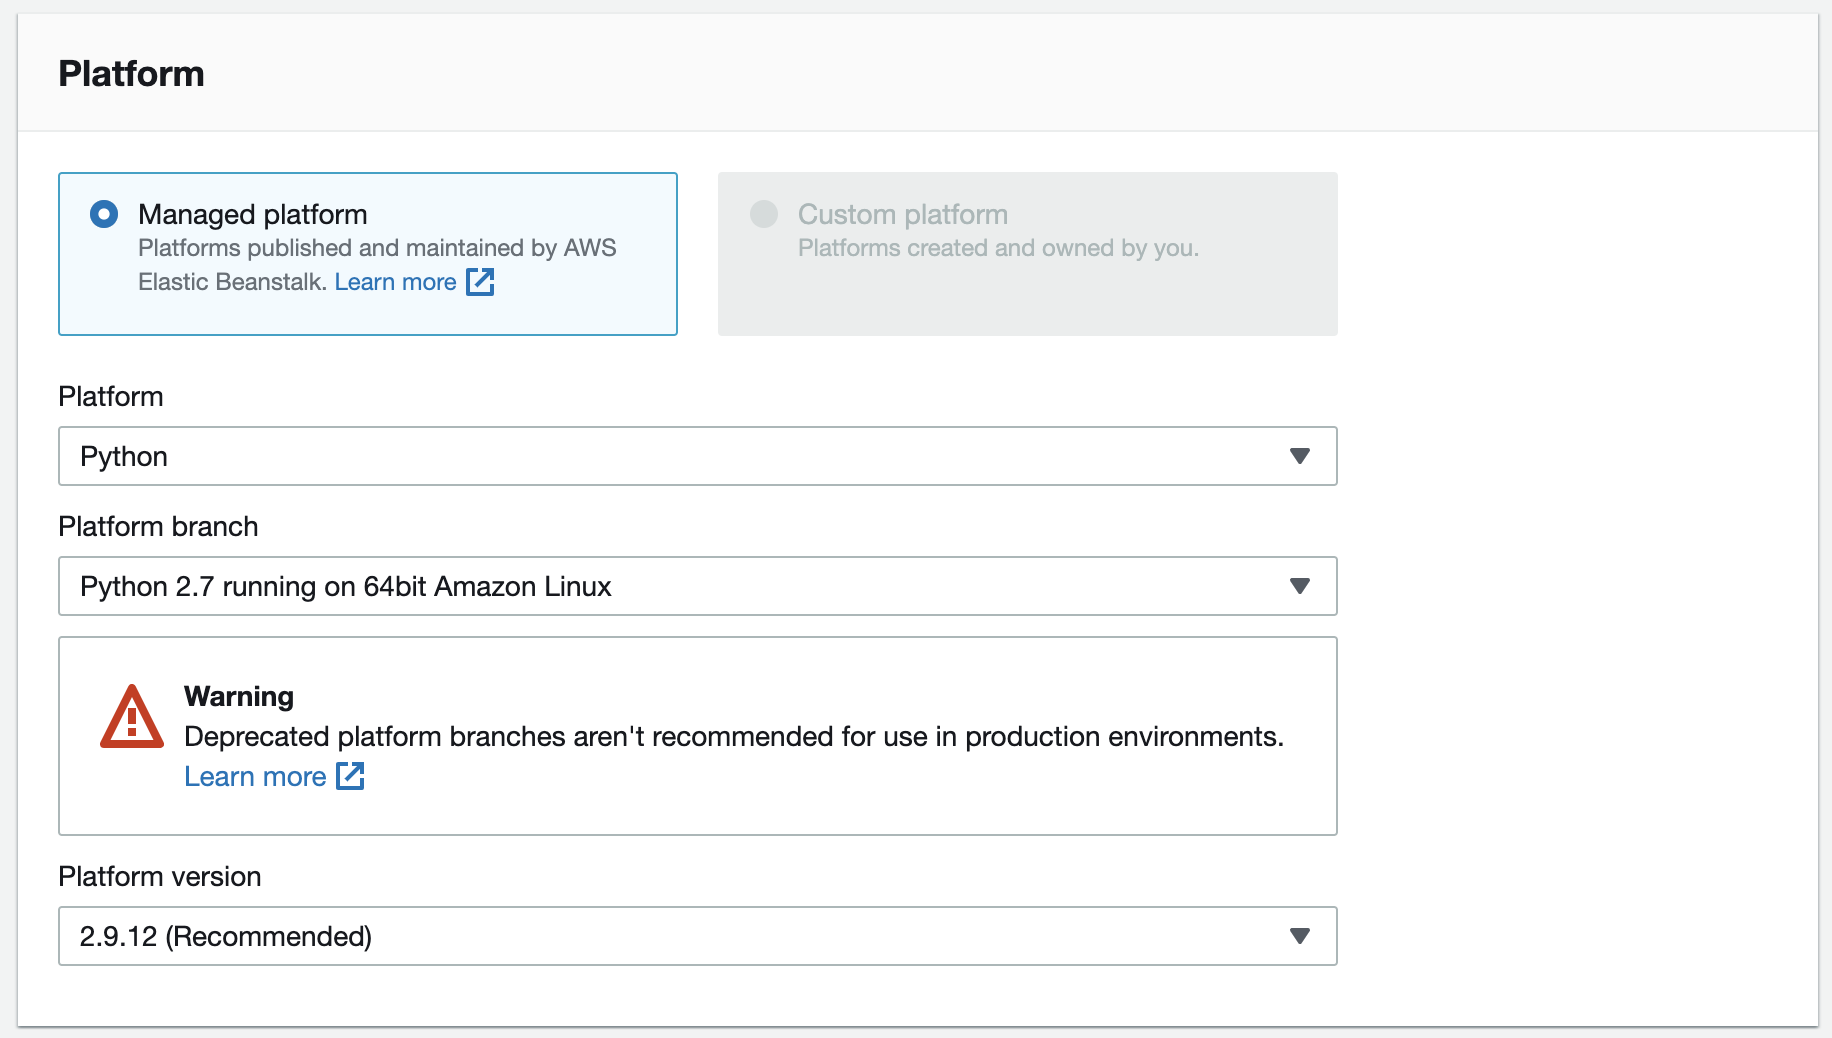 Platform
Managed platform
Platforms published and maintained by AWS
Elastic Beanstalk. Learn more
Custom platform
Platforms created and owned by you.
Platform
Python
Platform branch
Python 2.7 running on 64bit Amazon Linux
Warning
Deprecated platform branches aren't recommended for use in production environments.
Learn more
Platform version
2.9.12 (Recommended)